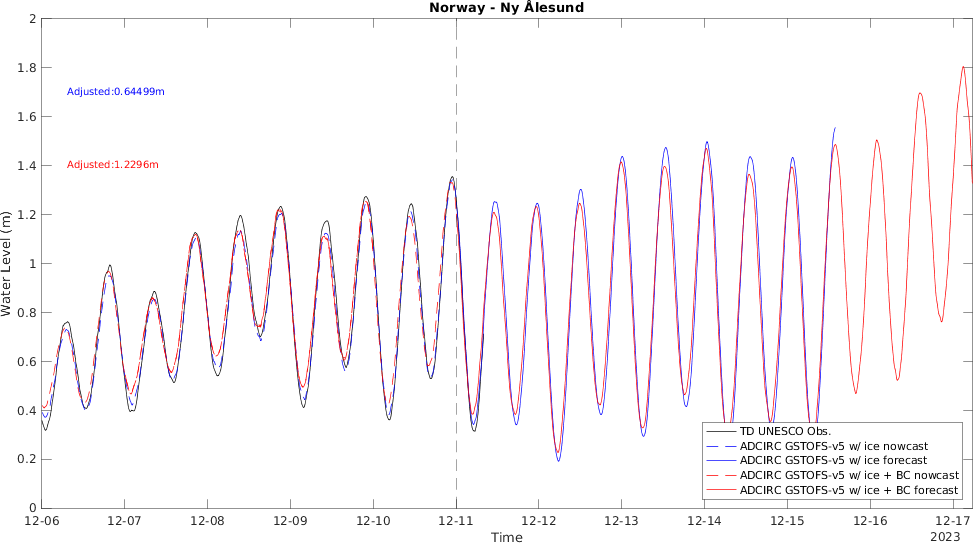 Norway - Ny Ålesund
2
1.8
1.6
1.4
1.2
1
0.8
0.6
0.4
0.2
0
Water Level (m)
Adjusted:0.64499m
Adjusted:1.2296m
TD UNESCO Obs.
ADCIRC GSTOFS-v5 w/ ice nowcast
ADCIRC GSTOFS-v5 w/ ice forecast
ADCIRC GSTOFS-v5 w/ ice + BC nowcast
ADCIRC GSTOFS-v5 w/ ice + BC forecast
12-06 12-07 12-08 12-09 12-10 12-11 12-12 12-13 12-14 12-15 12-16 12-17
Time
2023